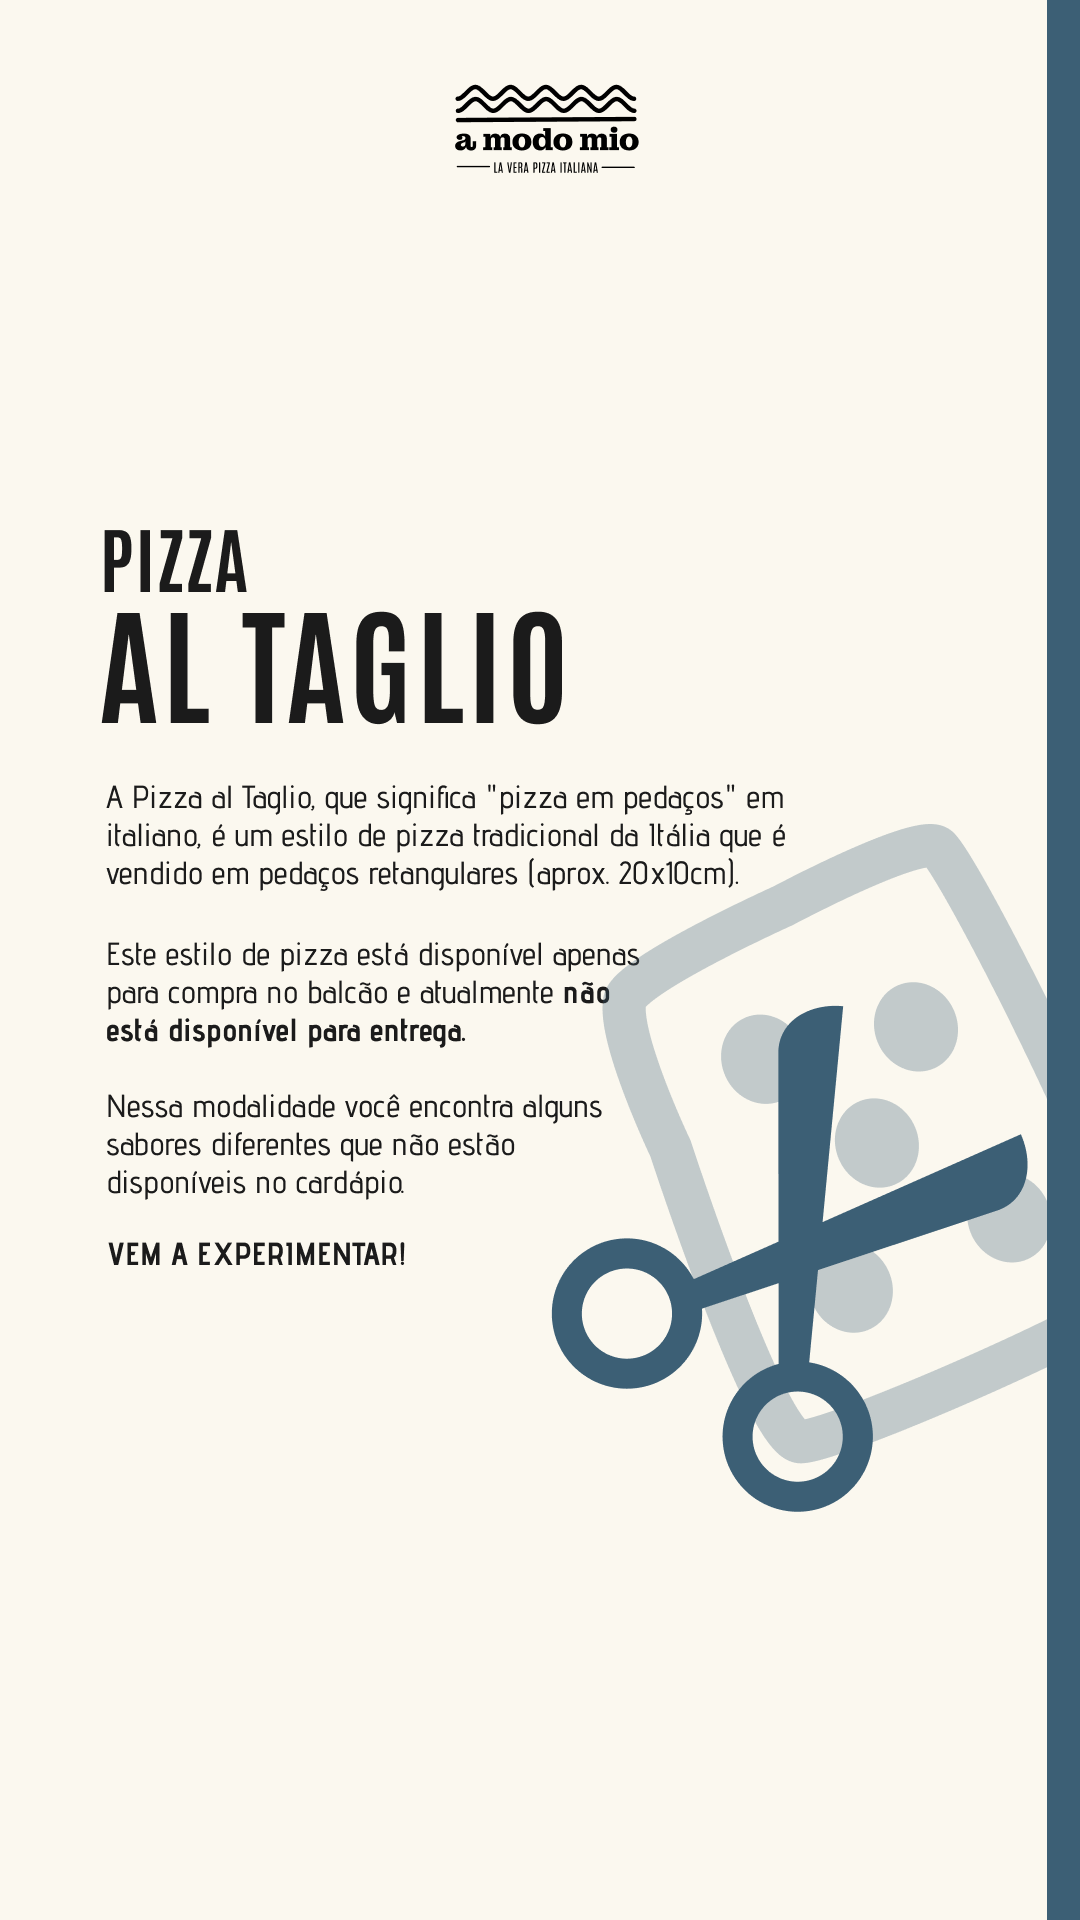 a modo mio
LA VERA PIZZA ITALIANA
PIZZA
AL TAGLIO
A Pizza al Taglio, que significa "pizza em pedaços" em
italiano, é um estilo de pizza tradicional da Itália que é
vendido em pedaços retangulares (aprox. 20x10cm).
Este estilo de pizza está disponível apenas
para compra no balcão e atualmente não
está disponível para entrega.
Nessa modalidade você encontra alguns
sabores diferentes que não estão
disponíveis no cardápio.
VEM A EXPERIMENTAR!